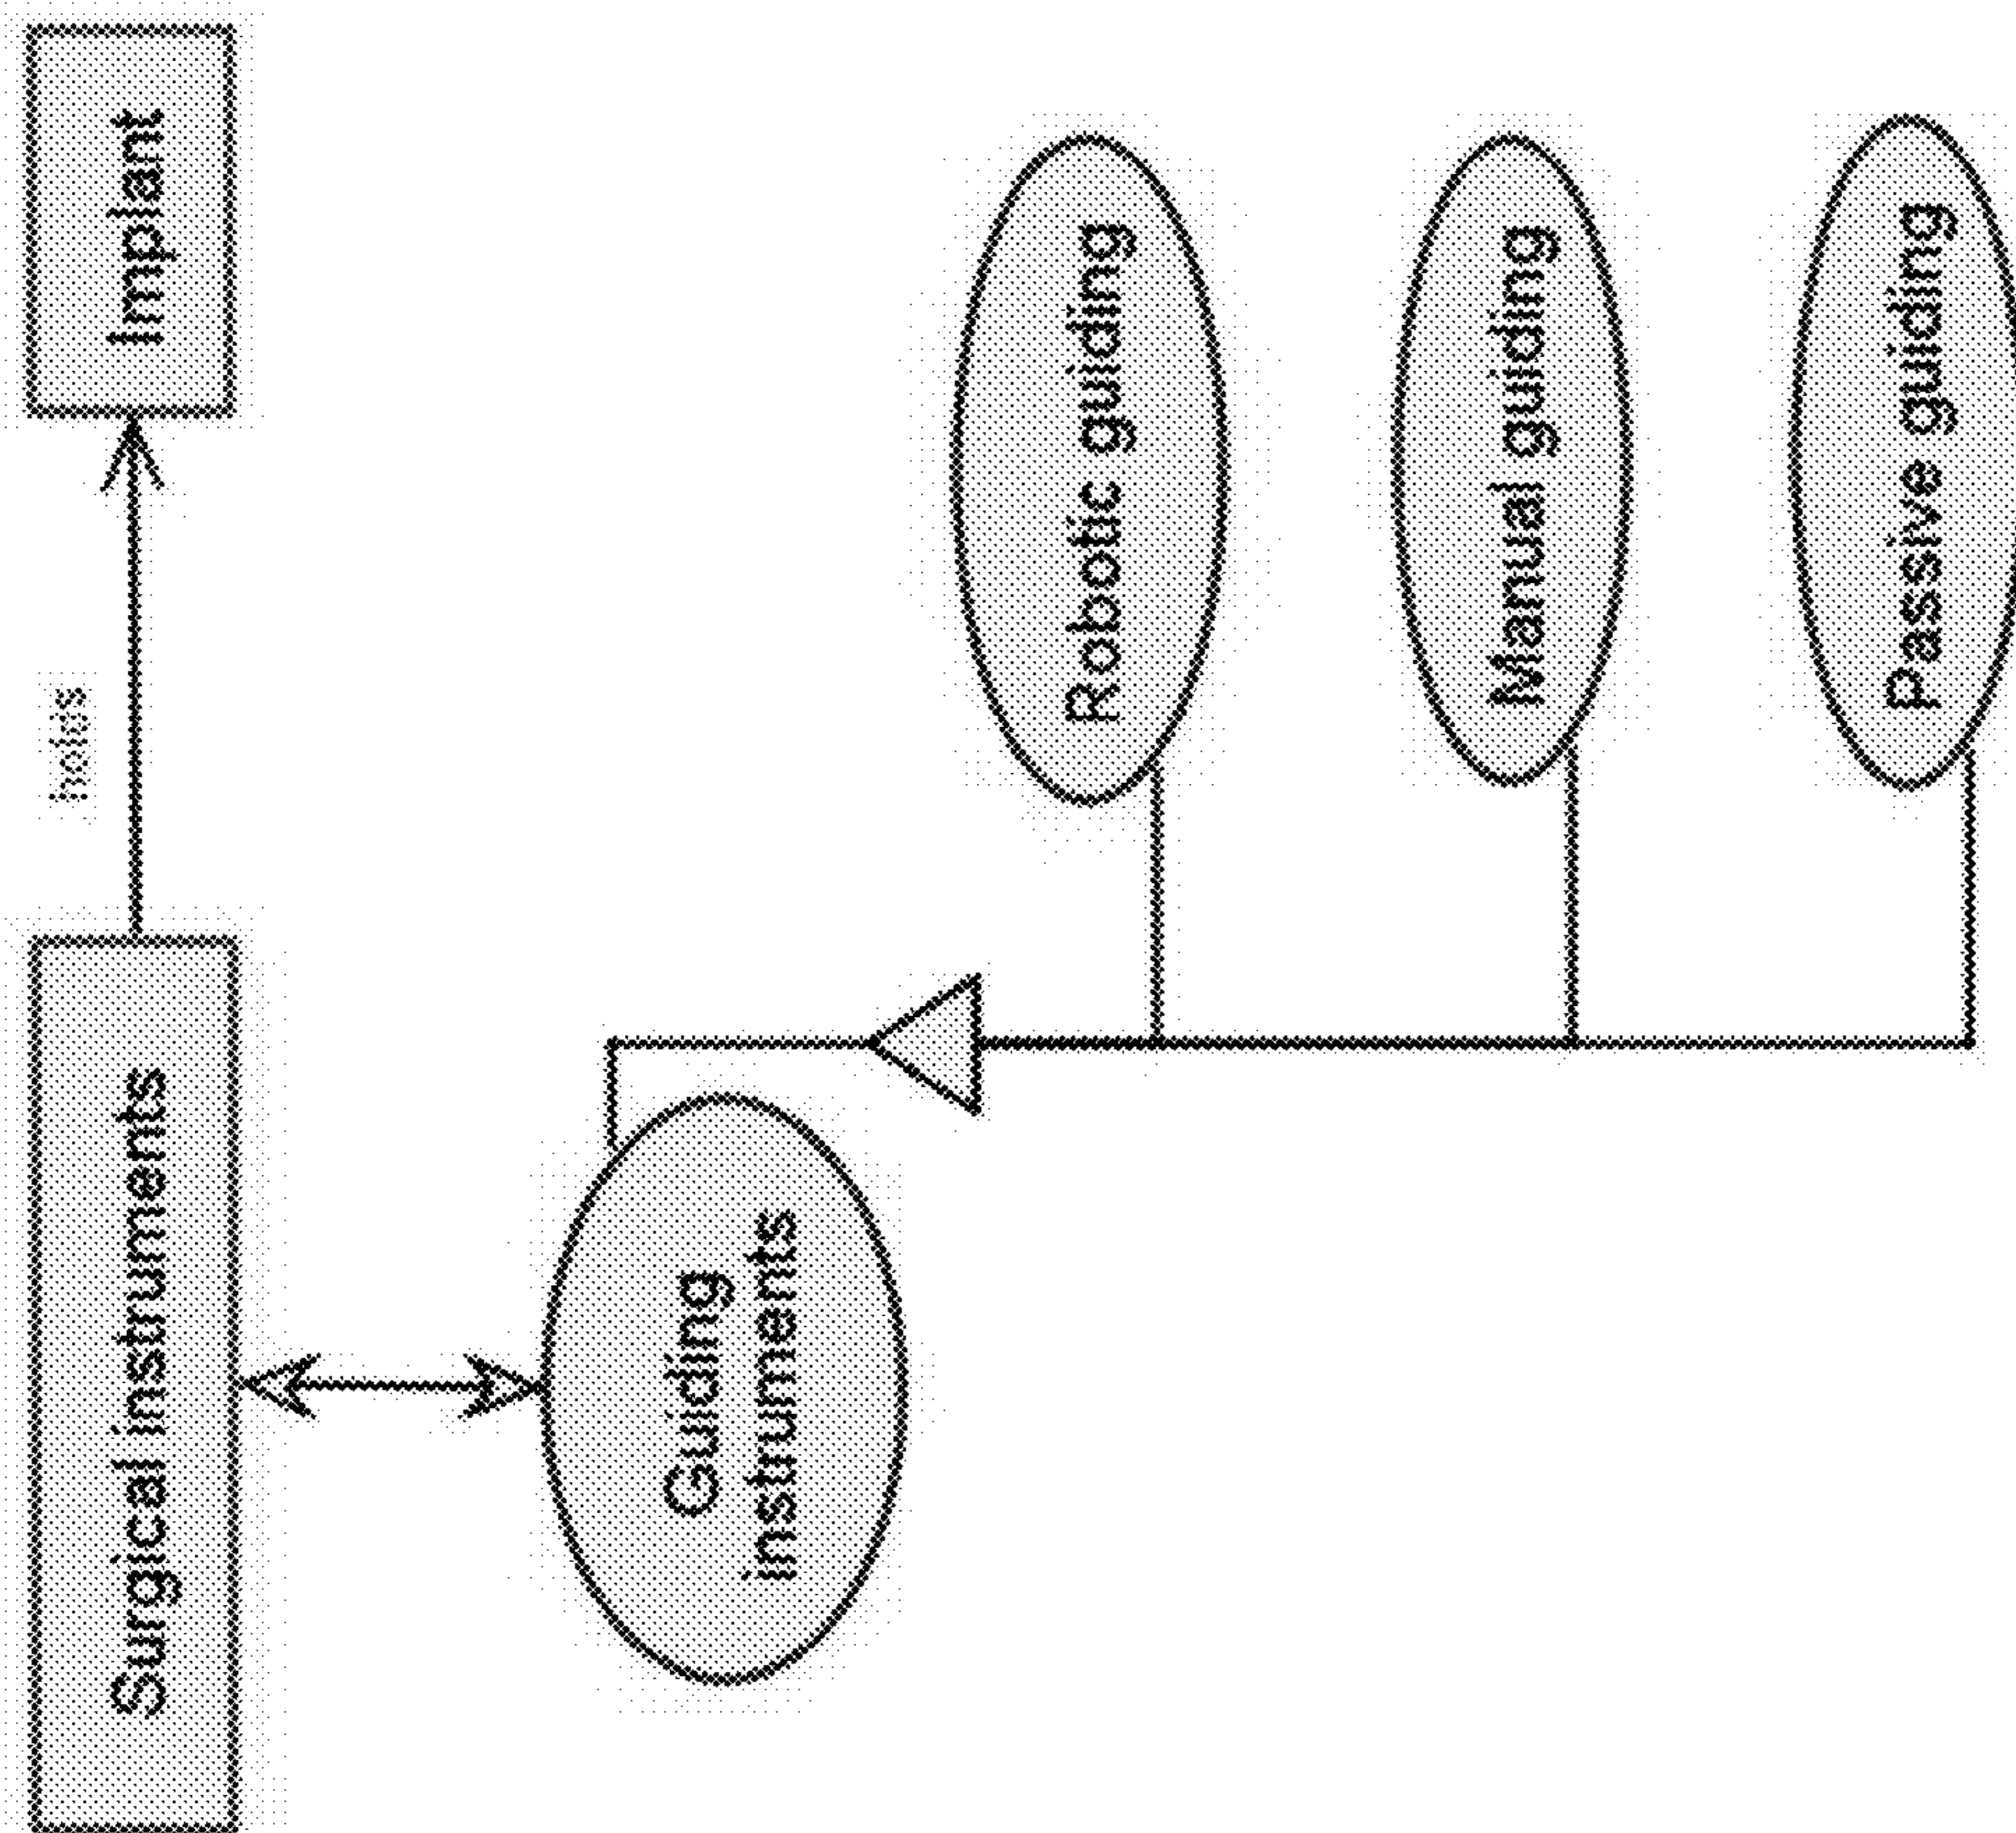 Surgical instruments
holds
Implant
Guiding
instruments
Robotic guiding
Manual guiding
Passive guiding